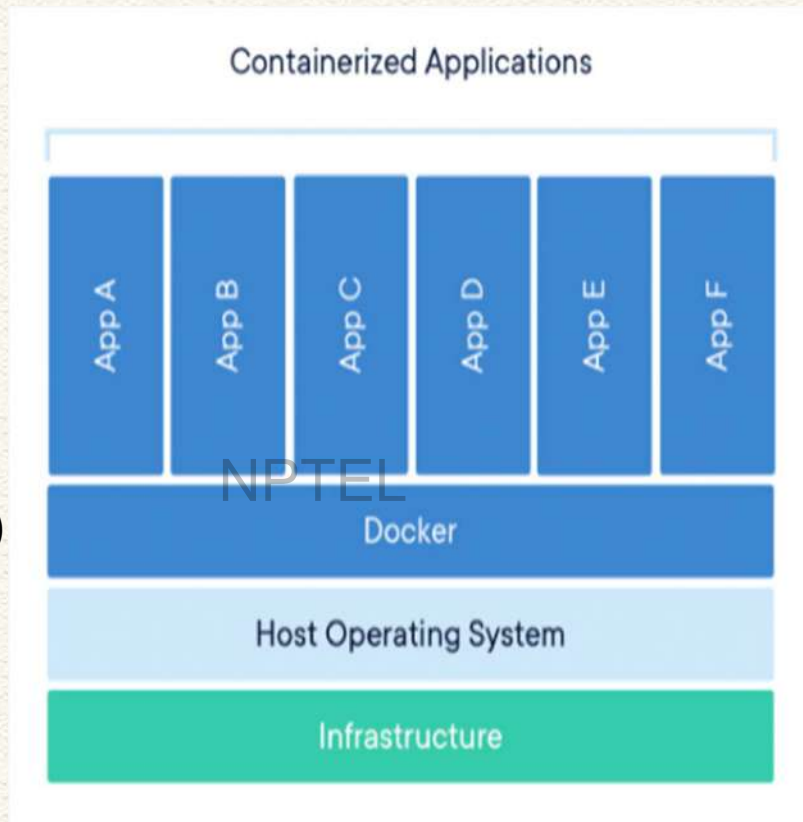 Containerized Applications
App A
App B
App C
App D
App E
App F
NPTEL
Docker
Host Operating System
Infrastructure